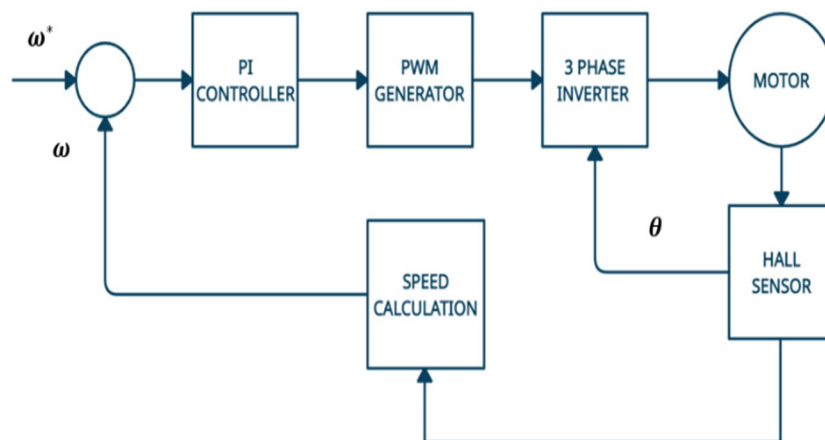 ω*
PI
CONTROLLER
PWM
GENERATOR
3 PHASE
INVERTER
MOTOR
ω
θ
HALL
SENSOR
SPEED
CALCULATION